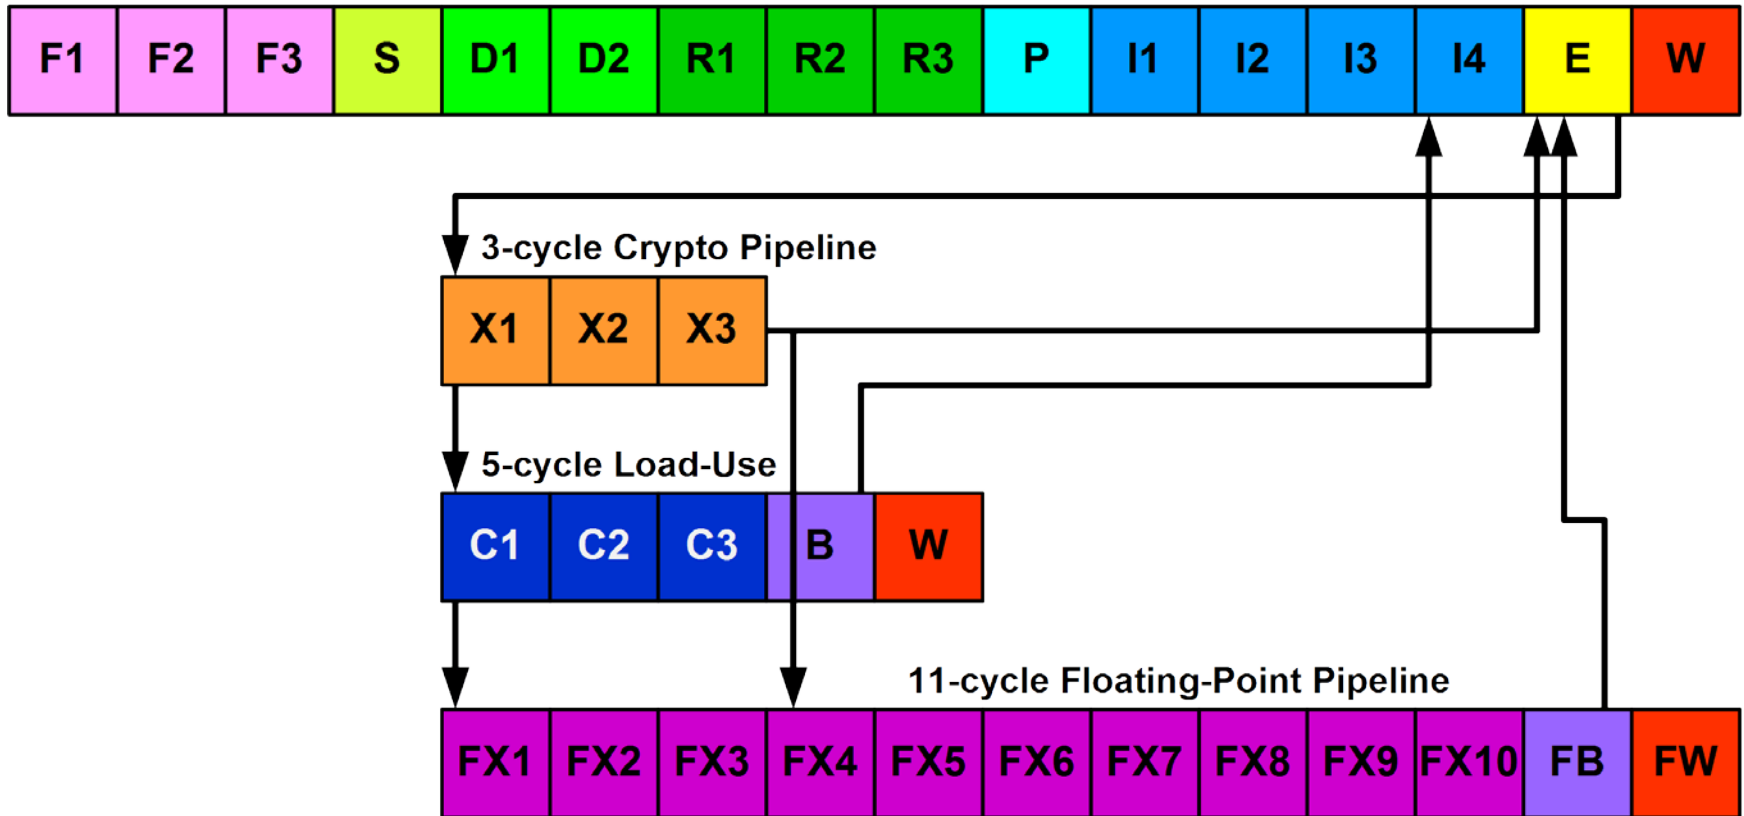 F1 F2 F3 S D1 D2 R1 R2 R3 P I1 I2 I3 I4 E W
3-cycle Crypto Pipeline
X1 X2 X3
5-cycle Load-Use
C1 C2 C3 B W
11-cycle Floating-Point Pipeline
FX1 FX2 FX3 FX4 FX5 FX6 FX7 FX8 FX9 FX10 FB FW